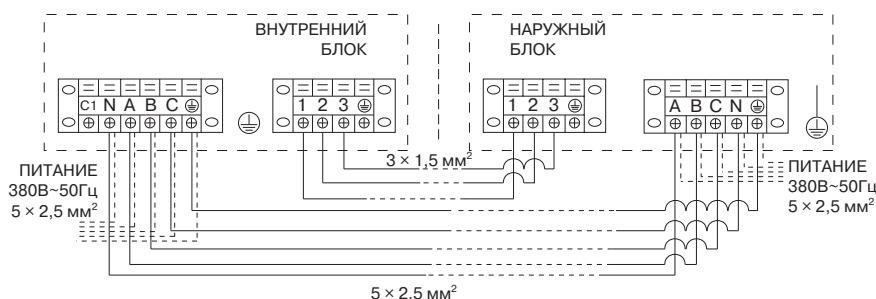 ВНУТРЕННИЙ
БЛОК
НАРУЖНЫЙ
БЛОК
C1 N A B C
1 2 3
1 2 3
A B C N
ПИТАНИЕ
380В~50Гц
5 × 2,5 мм²
3 × 1,5 мм²
ПИТАНИЕ
380В~50Гц
5 × 2,5 мм²
5 × 2,5 мм²